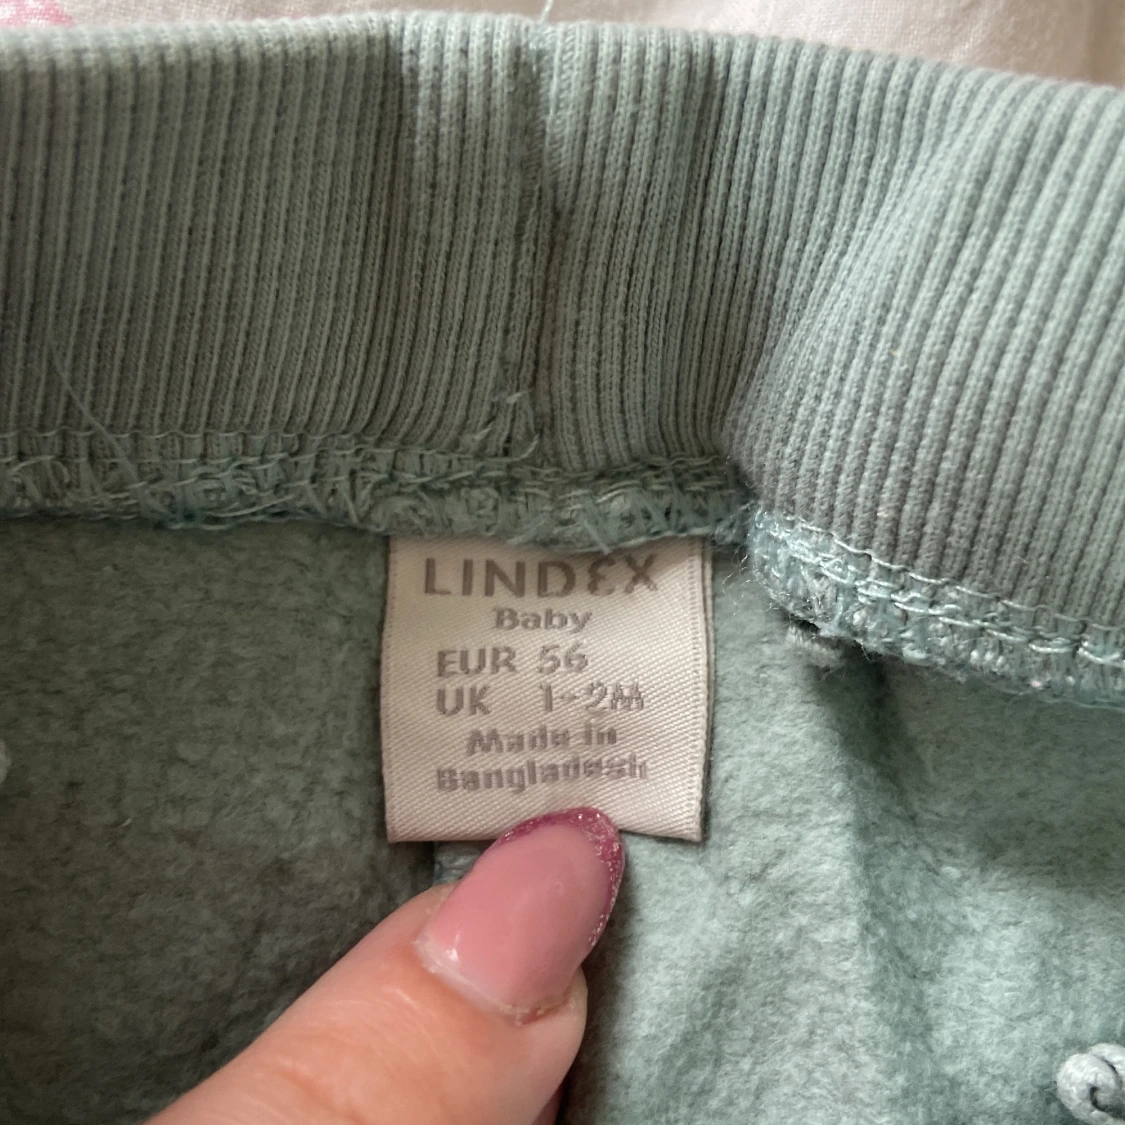 LINDEX
Baby
EUR 56
UK 1-2M
Made in
Bangladesh